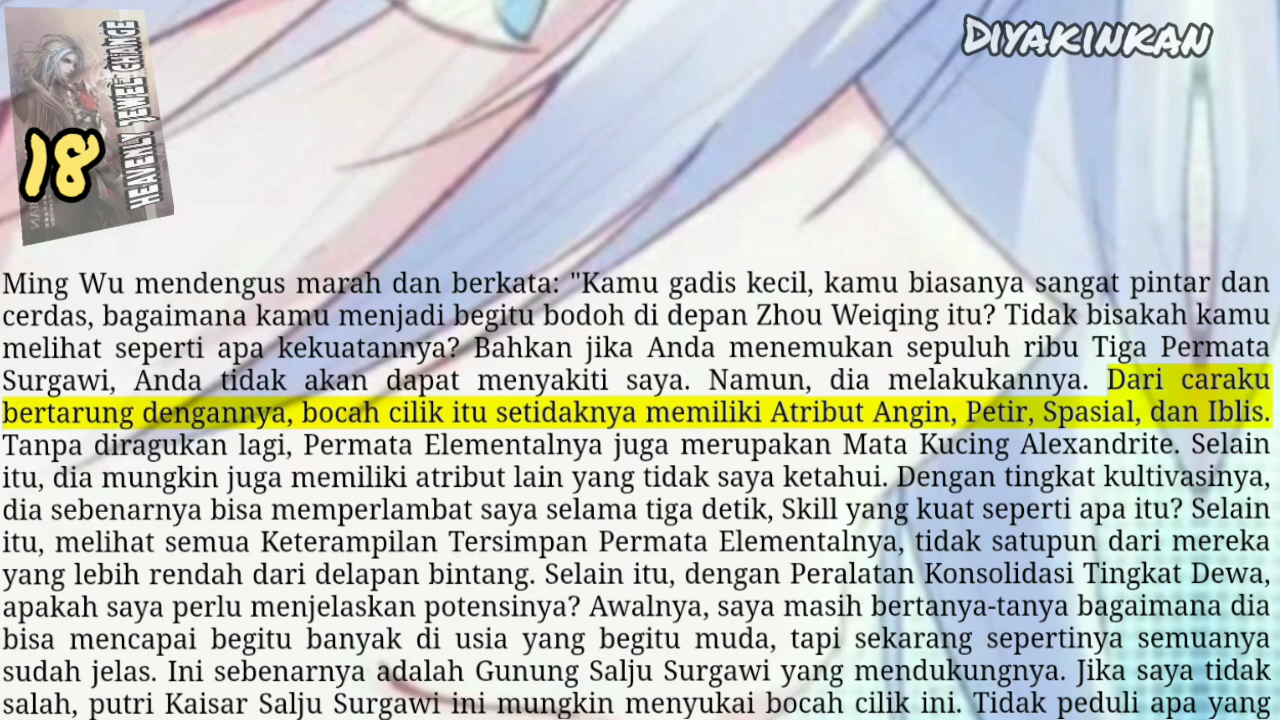 DIYAKINKAN
HEAVENLY JEWEL CHANGE
18
Ming Wu mendengus marah dan berkata: "Kamu gadis kecil, kamu biasanya sangat pintar dan
cerdas, bagaimana kamu menjadi begitu bodoh di depan Zhou Weiqing itu? Tidak bisakah kamu
melihat seperti apa kekuatannya? Bahkan jika Anda menemukan sepuluh ribu Tiga Permata
Surgawi, Anda tidak akan dapat menyakiti saya. Namun, dia melakukannya. Dari caraku
bertarung dengannya, bocah cilik itu setidaknya memiliki Atribut Angin, Petir, Spasial, dan Iblis.
Tanpa diragukan lagi, Permata Elementalnya juga merupakan Mata Kucing Alexandrite. Selain
itu, dia mungkin juga memiliki atribut lain yang tidak saya ketahui. Dengan tingkat kultivasinya,
dia sebenarnya bisa memperlambat saya selama tiga detik, Skill yang kuat seperti apa itu? Selain
itu, melihat semua Keterampilan Tersimpan Permata Elementalnya, tidak satupun dari mereka
yang lebih rendah dari delapan bintang. Selain itu, dengan Peralatan Konsolidasi Tingkat Dewa,
apakah saya perlu menjelaskan potensinya? Awalnya, saya masih bertanya-tanya bagaimana dia
bisa mencapai begitu banyak di usia yang begitu muda, tapi sekarang sepertinya semuanya
sudah jelas. Ini sebenarnya adalah Gunung Salju Surgawi yang mendukungnya. Jika saya tidak
salah, putri Kaisar Salju Surgawi ini mungkin menyukai bocah cilik ini. Tidak peduli apa yang